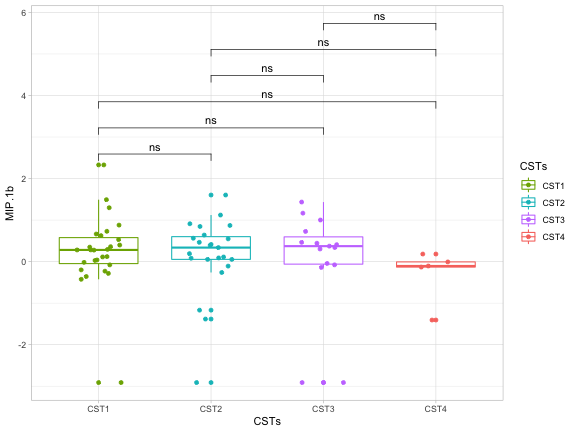 6
4
2
0
-2
MIP.1b
ns
ns
ns
ns
ns
ns
CST1
CST2
CST3
CST4
CSTs
CSTs
CST1
CST2
CST3
CST4